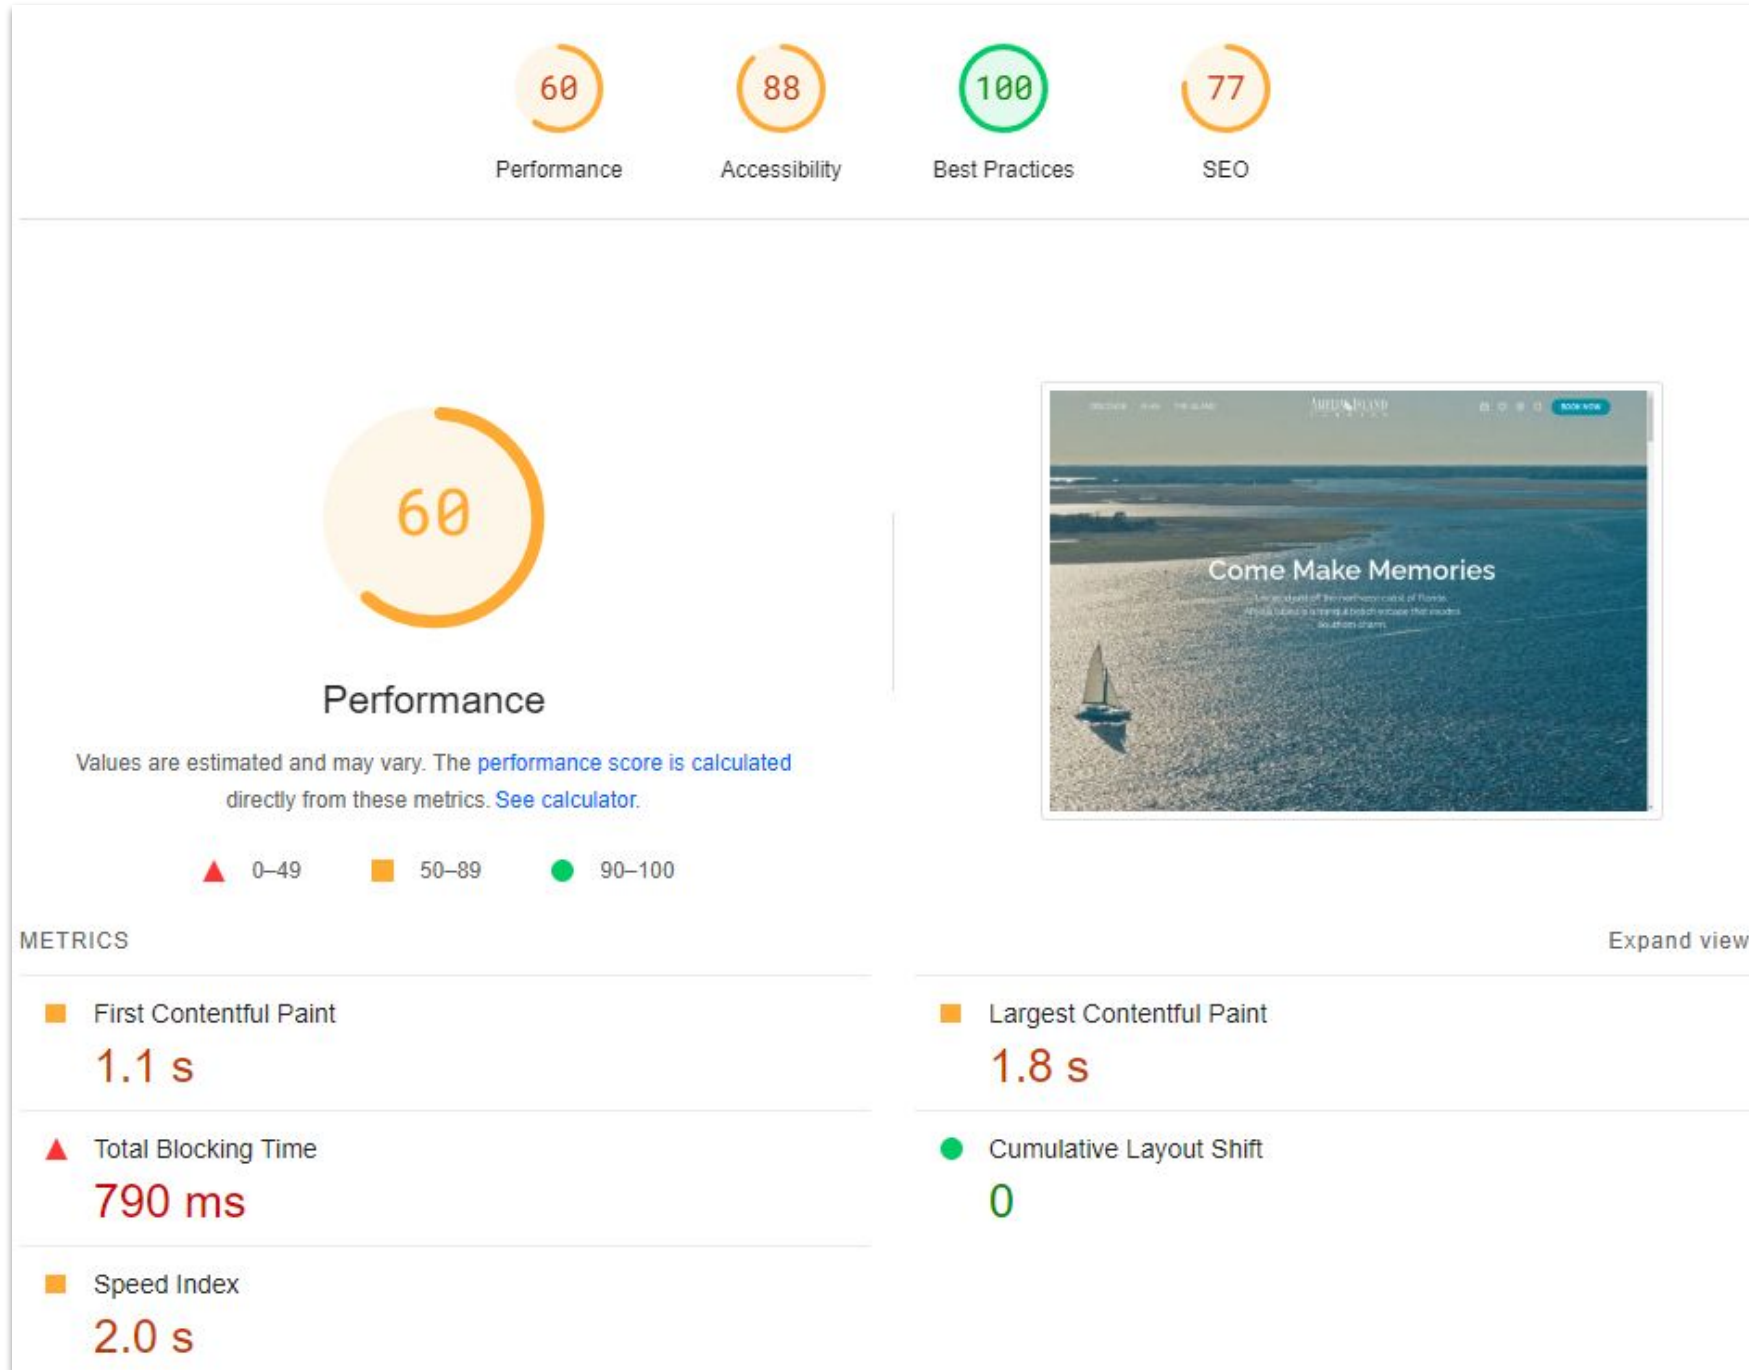 60
88
100
77
Performance
Accessibility
Best Practices
SEO
60
Performance
Values are estimated and may vary. The performance score is calculated
directly from these metrics. See calculator.
0–49
50–89
90–100
AMELIA ISLAND
BOOK NOW
Come Make Memories
METRICS
Expand view
First Contentful Paint
1.1 s
Largest Contentful Paint
1.8 s
Total Blocking Time
790 ms
Cumulative Layout Shift
0
Speed Index
2.0 s